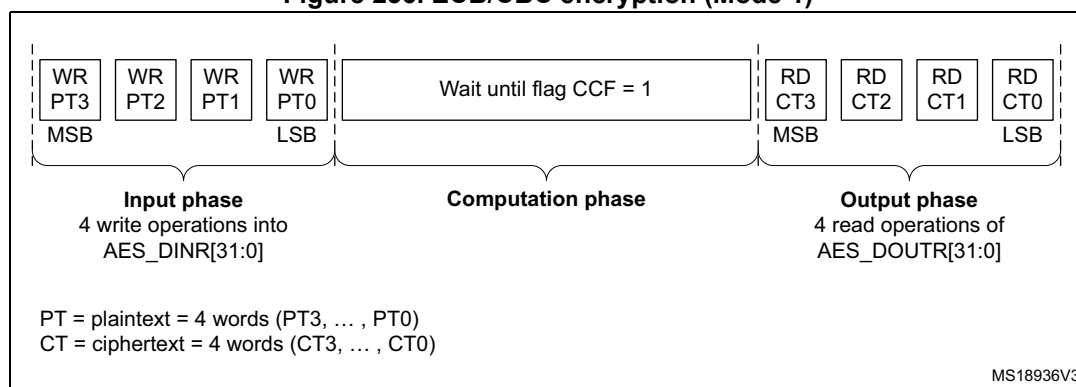 WR PT3 WR PT2 WR PT1 WR PT0 Wait until flag CCF = 1 RD CT3 RD CT2 RD CT1 RD CT0
MSB LSB MSB LSB
Input phase
4 write operations into
AES_DINR[31:0]
Computation phase
Output phase
4 read operations of
AES_DOUTR[31:0]
PT = plaintext = 4 words (PT3, … , PT0)
CT = ciphertext = 4 words (CT3, … , CT0)
MS18936V3